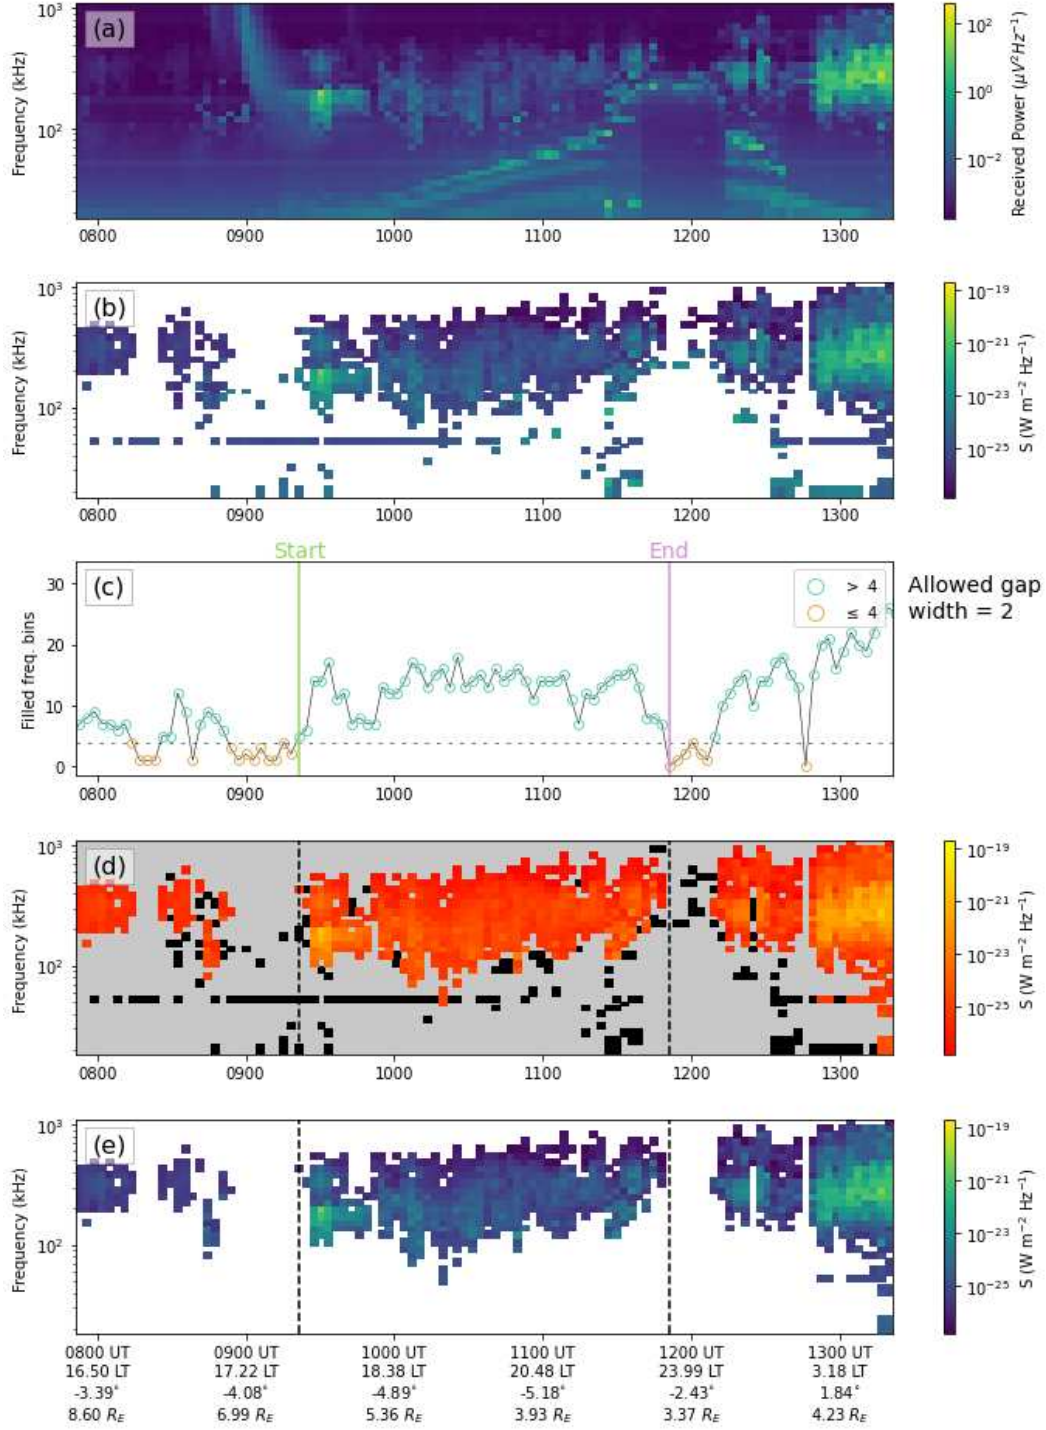 (a)
10³
10²
Frequency (kHz)
0800 0900 1000 1100 1200 1300
10²
10⁰
10⁻²
Received Power (μV²Hz⁻¹)
(b)
10³
10²
Frequency (kHz)
0800 0900 1000 1100 1200 1300
10⁻¹⁹
10⁻²¹
10⁻²³
10⁻²⁵
S (W m⁻² Hz⁻¹)
Start
End
(c)
30
20
10
0
Filled freq. bins
> 4
≤ 4
Allowed gap
width = 2
0800 0900 1000 1100 1200 1300
(d)
10³
10²
Frequency (kHz)
0800 0900 1000 1100 1200 1300
10⁻¹⁹
10⁻²¹
10⁻²³
10⁻²⁵
S (W m⁻² Hz⁻¹)
(e)
10³
10²
Frequency (kHz)
10⁻¹⁹
10⁻²¹
10⁻²³
10⁻²⁵
S (W m⁻² Hz⁻¹)
0800 UT 0900 UT 1000 UT 1100 UT 1200 UT 1300 UT
16.50 LT 17.22 LT 18.38 LT 20.48 LT 23.99 LT 3.18 LT
-3.39° -4.08° -4.89° -5.18° -2.43° 1.84°
8.60 R_E 6.99 R_E 5.36 R_E 3.93 R_E 3.37 R_E 4.23 R_E